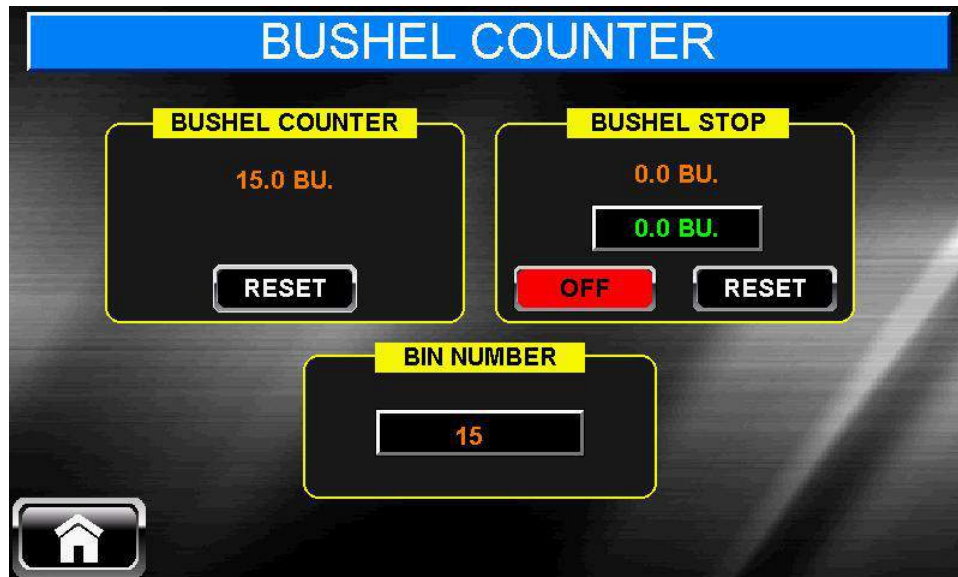 BUSHEL COUNTER
BUSHEL COUNTER
15.0 BU.
RESET
BUSHEL STOP
0.0 BU.
0.0 BU.
OFF
RESET
BIN NUMBER
15